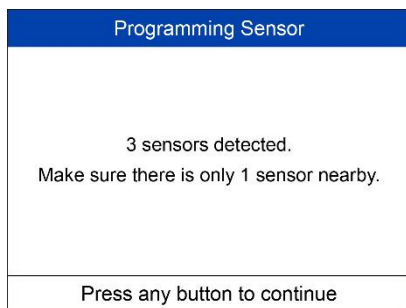 Programming Sensor
3 sensors detected.
Make sure there is only 1 sensor nearby.
Press any button to continue